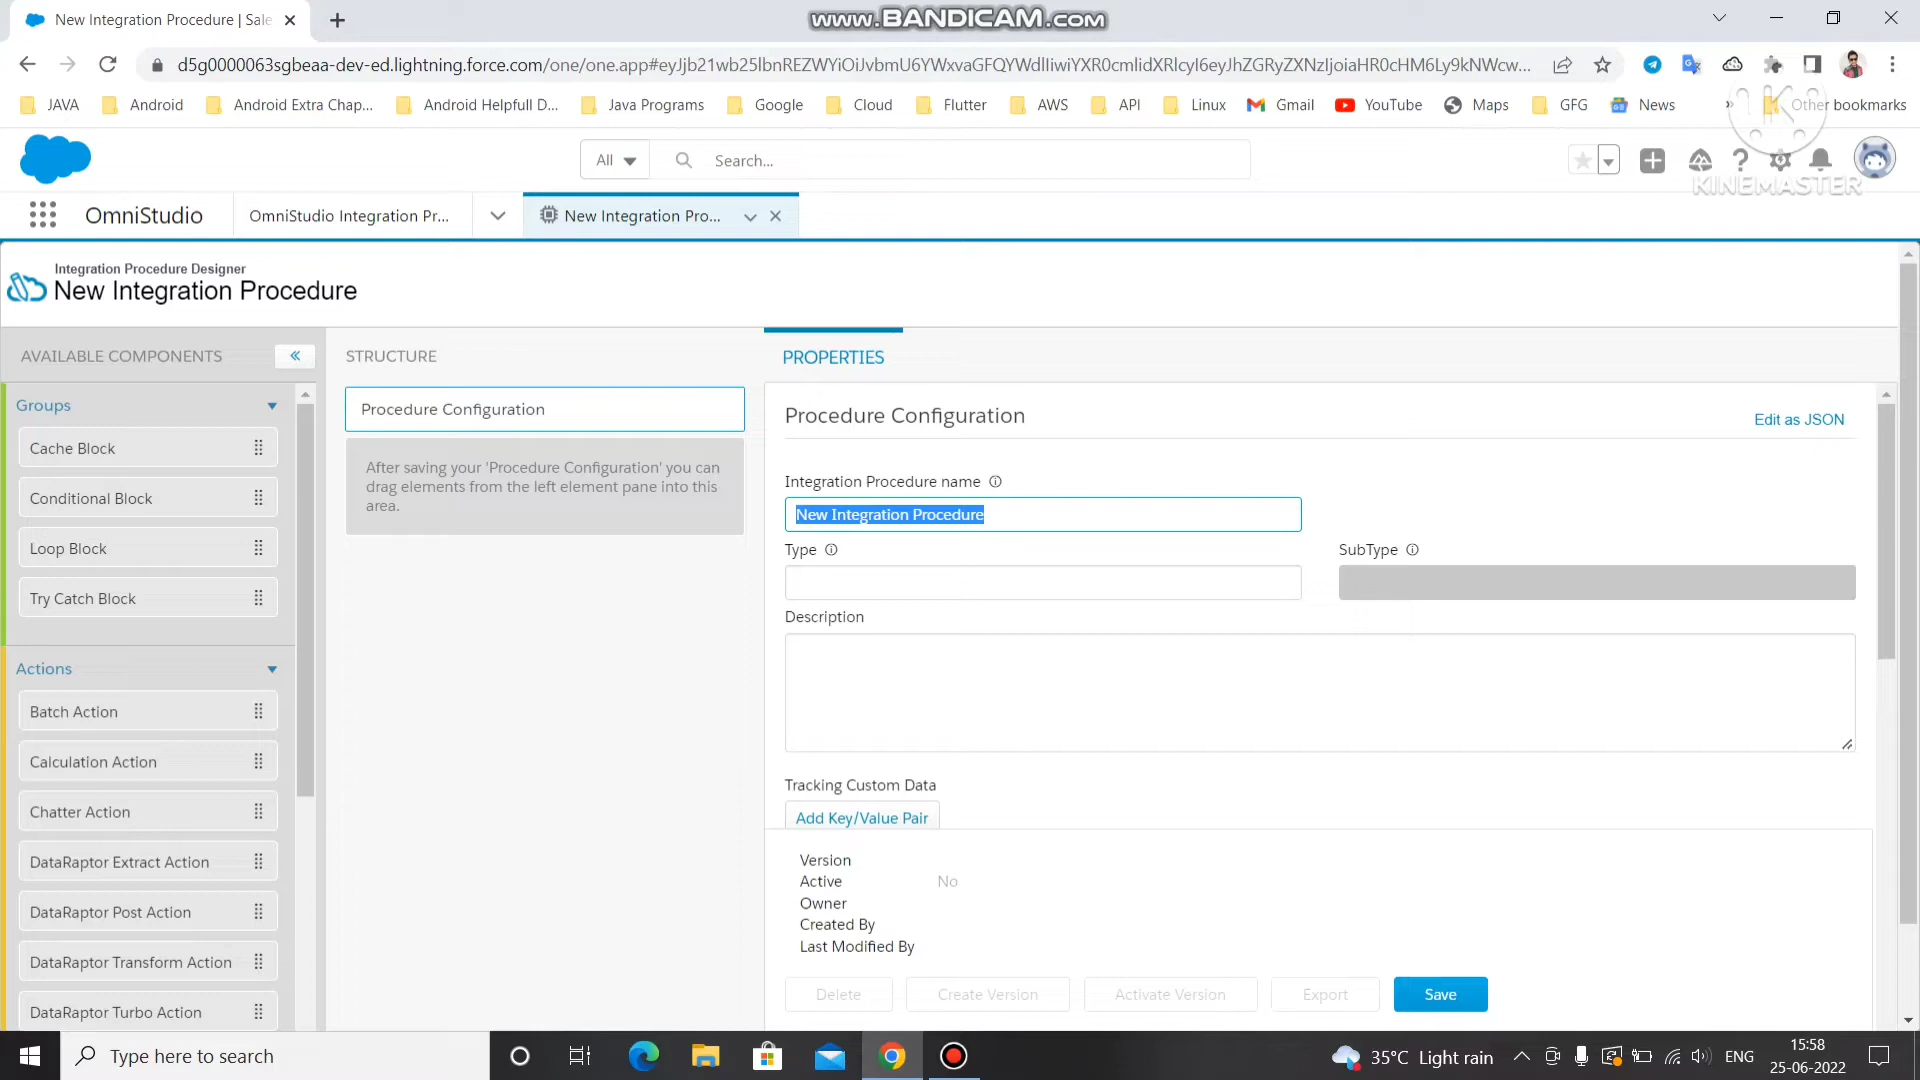 New Integration Procedure | Sale
www.BANDICAM.com
d5g0000063sgbeaa-dev-ed.lightning.force.com/one/one.app#eyJjb21wb25lbnREZWYiOiJvbmU6YWxvaGFQYWdlIiwiYXR0cmlidXRlcyI6eyJhZGRyZXNzIjoiaHR0cHM6Ly9kNWcw...
JAVA
Android
Android Extra Chap...
Android Helpfull D...
Java Programs
Google
Cloud
Flutter
AWS
API
Linux
Gmail
YouTube
Maps
GFG
News
Other bookmarks
All
Search...
KINEMASTER
OmniStudio
OmniStudio Integration Pr...
New Integration Pro...
Integration Procedure Designer
New Integration Procedure
AVAILABLE COMPONENTS
STRUCTURE
PROPERTIES
Groups
Cache Block
Conditional Block
Loop Block
Try Catch Block
Actions
Batch Action
Calculation Action
Chatter Action
DataRaptor Extract Action
DataRaptor Post Action
DataRaptor Transform Action
DataRaptor Turbo Action
Procedure Configuration
After saving your 'Procedure Configuration' you can
drag elements from the left element pane into this
area.
Procedure Configuration
Edit as JSON
Integration Procedure name
New Integration Procedure
Type
SubType
Description
Tracking Custom Data
Add Key/Value Pair
Version
Active No
Owner
Created By
Last Modified By
Delete
Create Version
Activate Version
Export
Save
Type here to search
35°C Light rain
ENG
15:58
25-06-2022